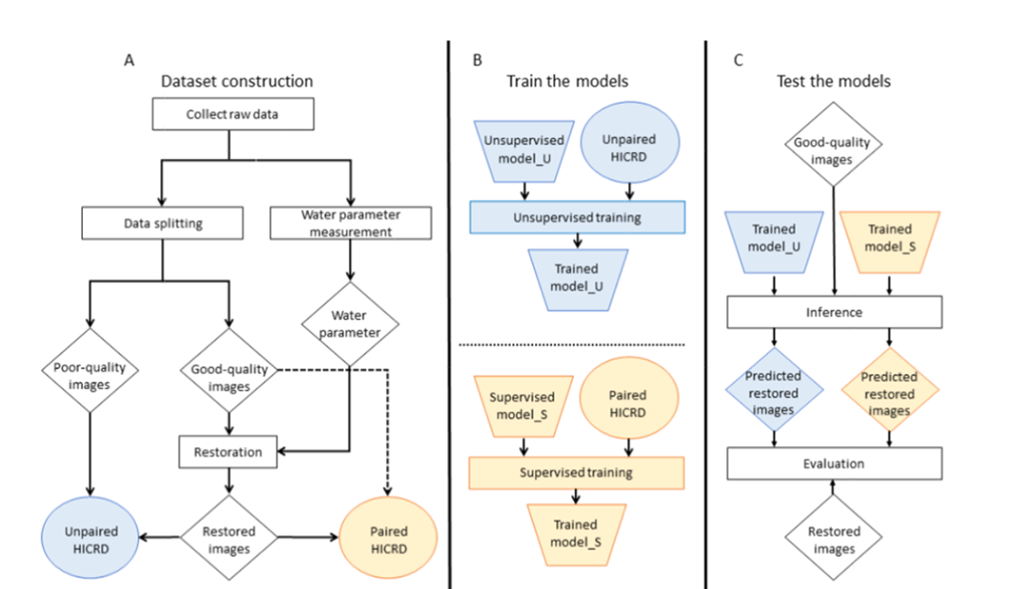 A
Dataset construction
Collect raw data
Data splitting
Water parameter
measurement
Water
parameter
Poor-quality
images
Good-quality
images
Restoration
Unpaired
HICRD
Restored
images
Paired
HICRD
B
Train the models
Unsupervised
model_U
Unpaired
HICRD
Unsupervised training
Trained
model_U
Supervised
model_S
Paired
HICRD
Supervised training
Trained
model_S
C
Test the models
Good-quality
images
Trained
model_U
Trained
model_S
Inference
Predicted
restored
images
Predicted
restored
images
Evaluation
Restored
images